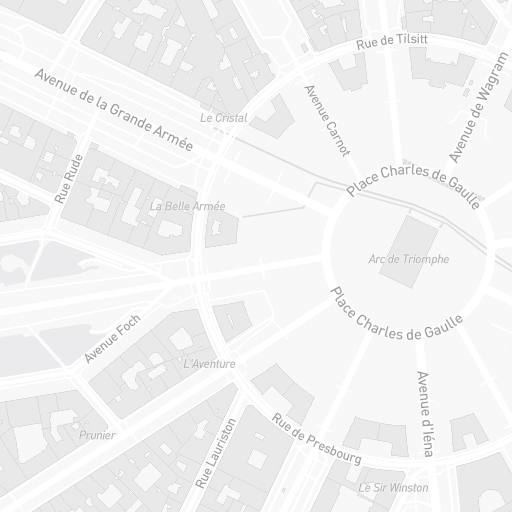 Rue de Tilsitt
Avenue de la Grande Armée
Avenue de Wagram
Le Cristal
Avenue Carnot
Rue Rude
Place Charles de Gaulle
La Belle Armée
Arc de Triomphe
Place Charles de Gaulle
Avenue Foch
L'Aventure
Avenue d'Iéna
Prunier
Rue Lauriston
Rue de Presbourg
Le Sir Winston